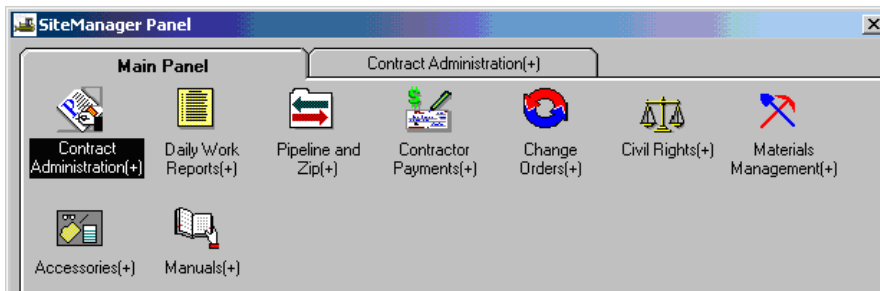 SiteManager Panel
Main Panel
Contract Administration(+)
Contract
Administration(+)
Daily Work
Reports(+)
Pipeline and
Zip(+)
Contractor
Payments(+)
Change
Orders(+)
Civil Rights(+)
Materials
Management(+)
Accessories(+)
Manuals(+)